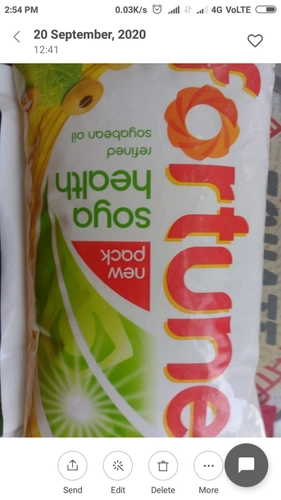 2:54 PM
0.03K/s
4G VoLTE
20 September, 2020
12:41
fortune
soya
health
refined
soyabean oil
new
pack
Send
Edit
Delete
More